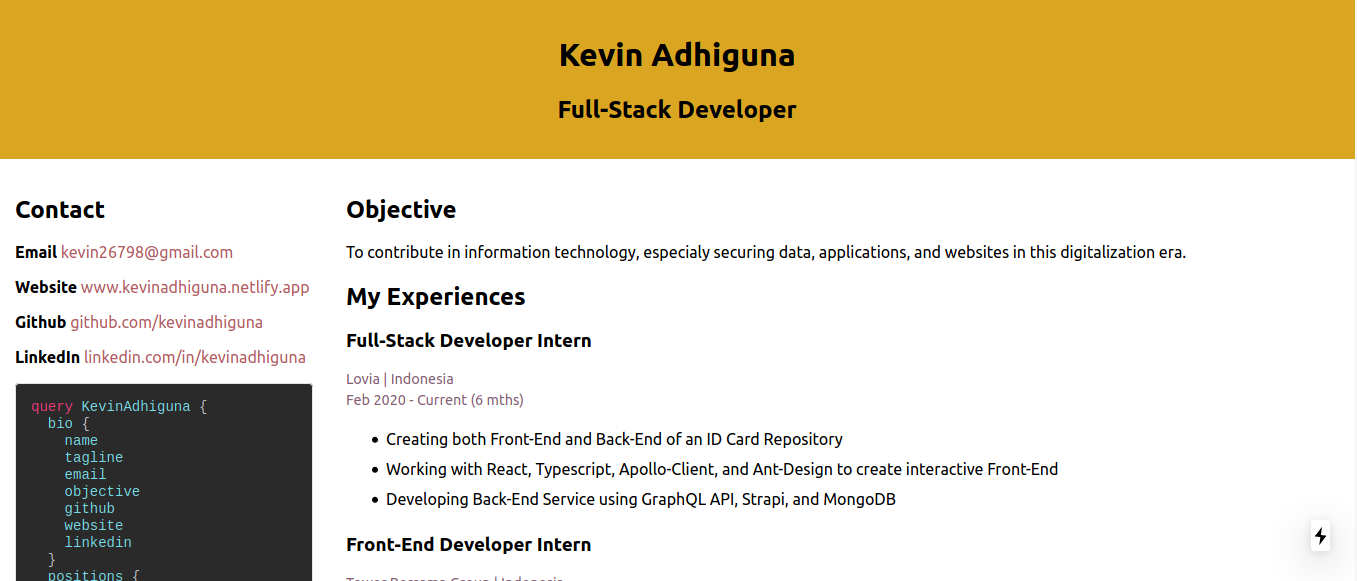 Kevin Adhiguna
Full-Stack Developer
Contact
Email kevin26798@gmail.com
Website www.kevinadhiguna.netlify.app
Github github.com/kevinadhiguna
LinkedIn linkedin.com/in/kevinadhiguna
query KevinAdhiguna {
  bio {
    name
    tagline
    email
    objective
    github
    website
    linkedin
  }
  positions {
Objective
To contribute in information technology, especialy securing data, applications, and websites in this digitalization era.
My Experiences
Full-Stack Developer Intern
Lovia | Indonesia
Feb 2020 - Current (6 mths)
• Creating both Front-End and Back-End of an ID Card Repository
• Working with React, Typescript, Apollo-Client, and Ant-Design to create interactive Front-End
• Developing Back-End Service using GraphQL API, Strapi, and MongoDB
Front-End Developer Intern
Tower Bersama Group | Indonesia